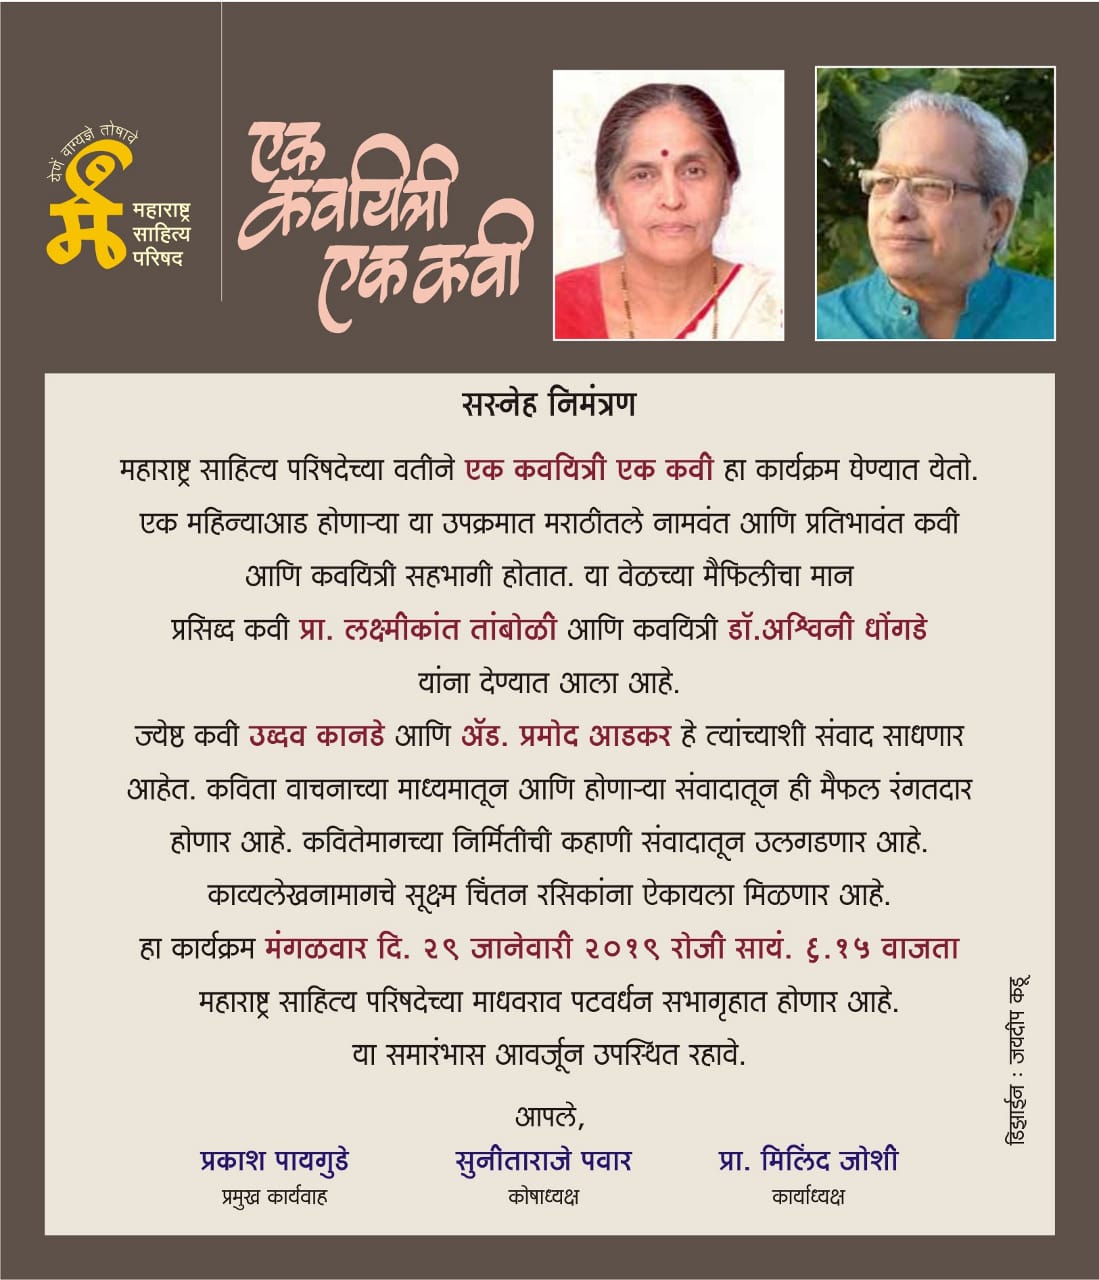 येणें वाग्यज्ञे तोषावे
महाराष्ट्र
साहित्य
परिषद
एक
कवयित्री
एक कवी
सस्नेह निमंत्रण
महाराष्ट्र साहित्य परिषदेच्या वतीने एक कवयित्री एक कवी हा कार्यक्रम घेण्यात येतो.
एक महिन्याआड होणाऱ्या या उपक्रमात मराठीतले नामवंत आणि प्रतिभावंत कवी
आणि कवयित्री सहभागी होतात. या वेळच्या मैफिलीचा मान
प्रसिध्द कवी प्रा. लक्ष्मीकांत तांबोळी आणि कवयित्री डॉ.अश्विनी धोंगडे
यांना देण्यात आला आहे.
ज्येष्ठ कवी उध्दव कानडे आणि ॲड. प्रमोद आडकर हे त्यांच्याशी संवाद साधणार
आहेत. कविता वाचनाच्या माध्यमातून आणि होणाऱ्या संवादातून ही मैफल रंगतदार
होणार आहे. कवितेमागच्या निर्मितीची कहाणी संवादातून उलगडणार आहे.
काव्यलेखनामागचे सूक्ष्म चिंतन रसिकांना ऐकायला मिळणार आहे.
हा कार्यक्रम मंगळवार दि. २९ जानेवारी २०१९ रोजी सायं. ६.१५ वाजता
महाराष्ट्र साहित्य परिषदेच्या माधवराव पटवर्धन सभागृहात होणार आहे.
या समारंभास आवर्जून उपस्थित रहावे.
आपले,
प्रकाश पायगुडे सुनीताराजे पवार प्रा. मिलिंद जोशी
प्रमुख कार्यवाह कोषाध्यक्ष कार्याध्यक्ष
डिझाईन : जयदीप कडू